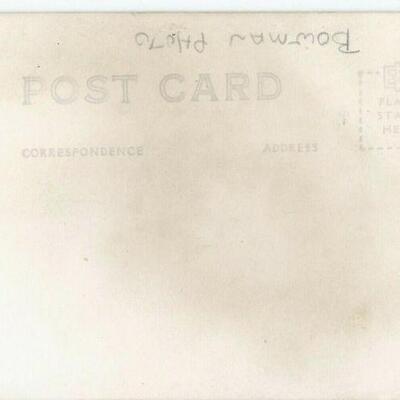 BOWMAN PHOTO
POST CARD
CORRESPONDENCE ADDRESS
PLA
STA
HE